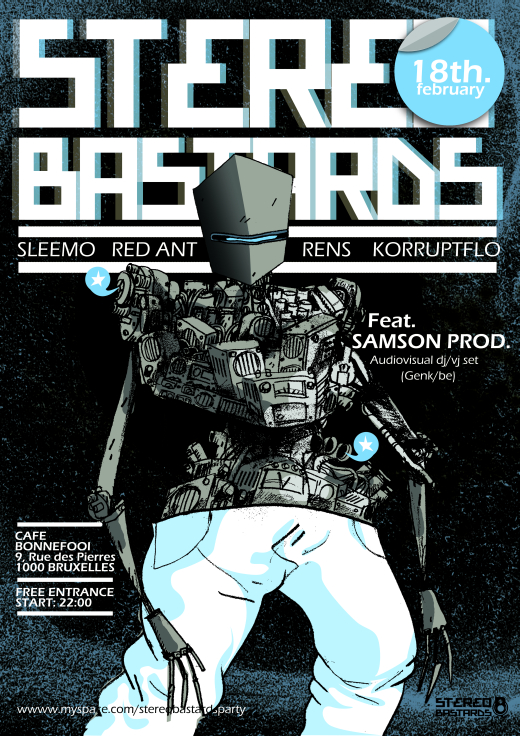 STEREO
BASTARDS
18th.
february
SLEEMO RED ANT RENS KORRUPTFLO
Feat.
SAMSON PROD.
Audiovisual dj/vj set
(Genk/be)
CAFE
BONNEFOOI
9, Rue des Pierres
1000 BRUXELLES
FREE ENTRANCE
START: 22:00
wwww.myspace.com/stereobastardsparty
STEREO
BASTARDS